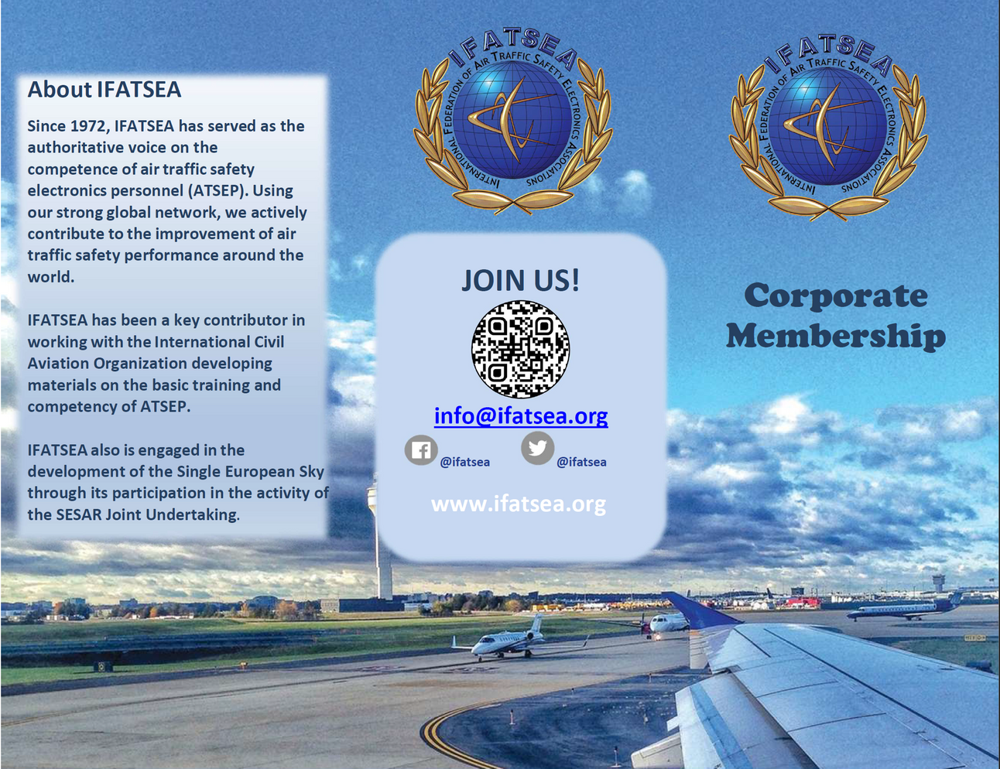 About IFATSEA
Since 1972, IFATSEA has served as the
authoritative voice on the
competence of air traffic safety
electronics personnel (ATSEP). Using
our strong global network, we actively
contribute to the improvement of air
traffic safety performance around the
world.
IFATSEA has been a key contributor in
working with the International Civil
Aviation Organization developing
materials on the basic training and
competency of ATSEP.
IFATSEA also is engaged in the
development of the Single European Sky
through its participation in the activity of
the SESAR Joint Undertaking.
IFATSEA
INTERNATIONAL FEDERATION OF AIR TRAFFIC SAFETY ELECTRONICS ASSOCIATIONS
JOIN US!
info@ifatsea.org
@ifatsea
@ifatsea
www.ifatsea.org
IFATSEA
INTERNATIONAL FEDERATION OF AIR TRAFFIC SAFETY ELECTRONICS ASSOCIATIONS
Corporate
Membership